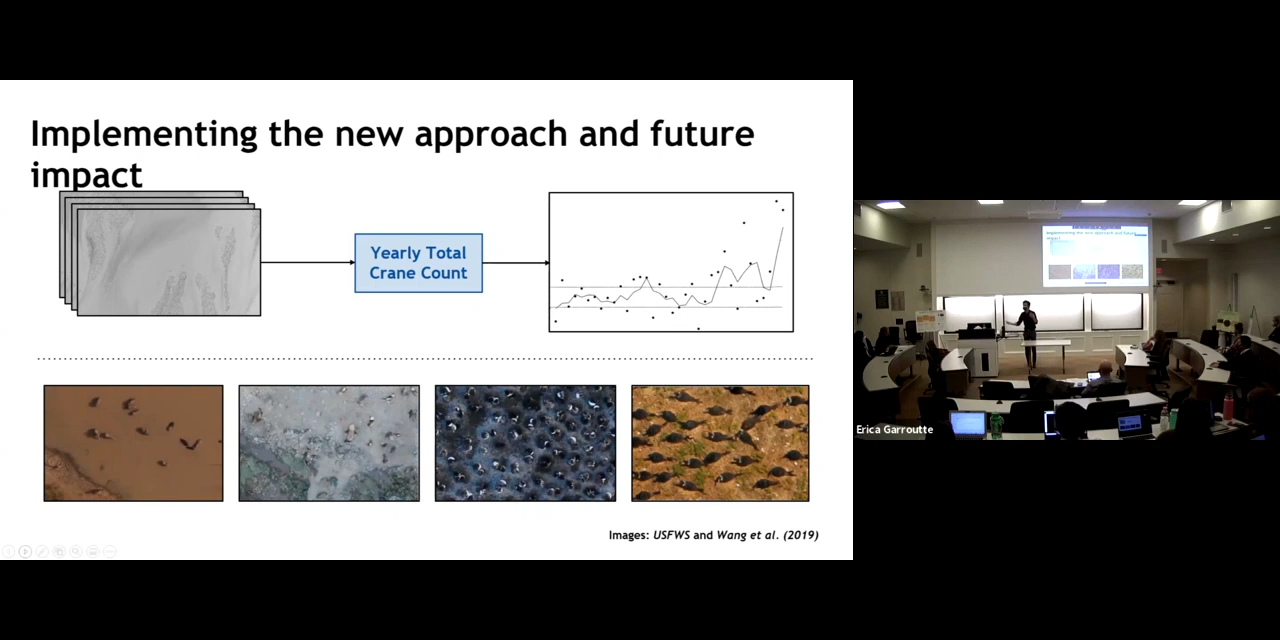 Implementing the new approach and future
impact
Yearly Total
Crane Count
Images: USFWS and Wang et al. (2019)
Erica Garroutte